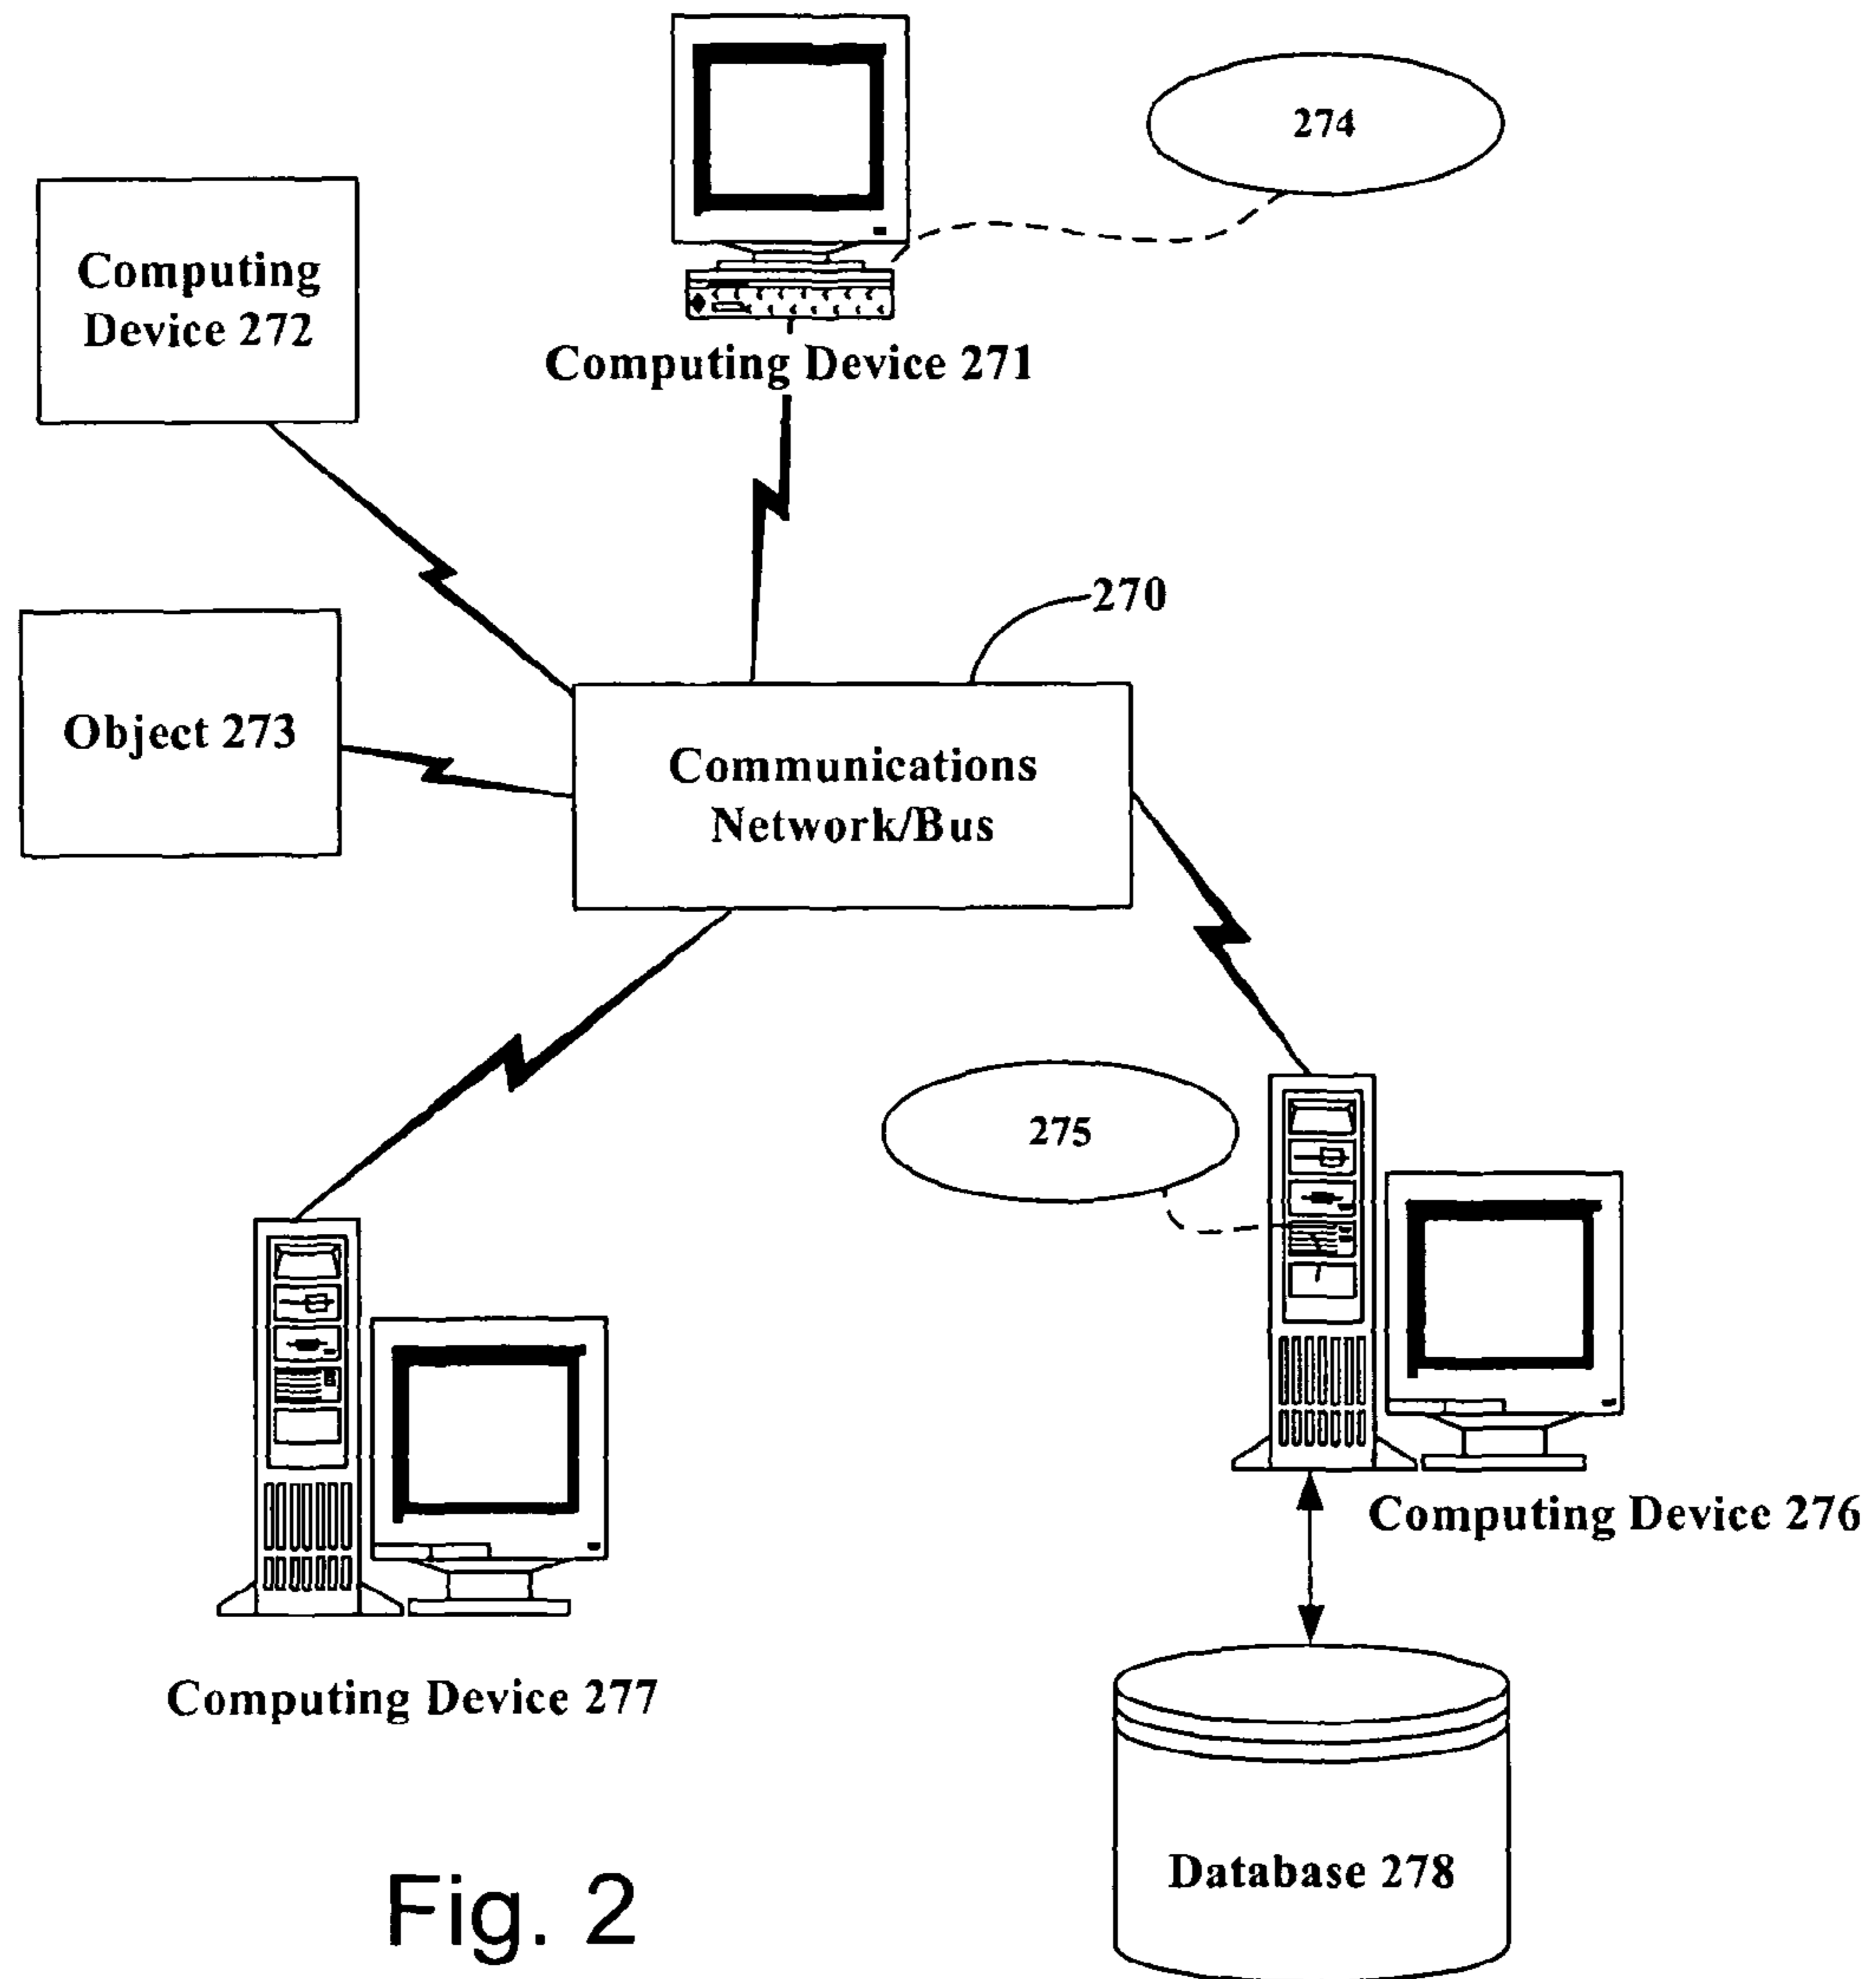 274
Computing
Device 272
Computing Device 271
270
Object 273
Communications
Network/Bus
275
Computing Device 276
Computing Device 277
Database 278
Fig. 2